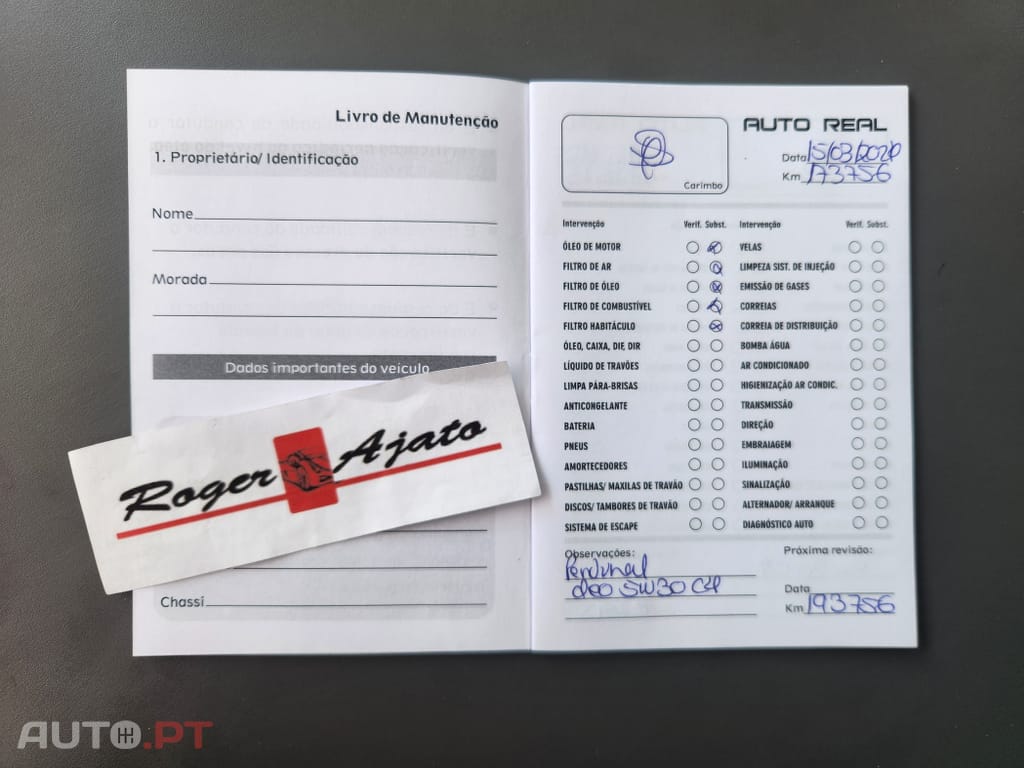 Livro de Manutenção
1. Proprietário/ Identificação
Nome
Morada
Dados importantes do veículo
Roger Ajato
Chassi
AUTO REAL
Carimbo
Data 15/03/2020
Km 173756
Intervenção Verif. Subst. Intervenção Verif. Subst.
ÓLEO DE MOTOR VELAS
FILTRO DE AR LIMPEZA SIST. DE INJEÇÃO
FILTRO DE ÓLEO EMISSÃO DE GASES
FILTRO DE COMBUSTÍVEL CORREIAS
FILTRO HABITÁCULO CORREIA DE DISTRIBUIÇÃO
ÓLEO, CAIXA, DIF, DIR BOMBA ÁGUA
LÍQUIDO DE TRAVÕES AR CONDICIONADO
LIMPA PÁRA-BRISAS HIGIENIZAÇÃO AR CONDIC.
ANTICONGELANTE TRANSMISSÃO
BATERIA DIREÇÃO
PNEUS EMBRAIAGEM
AMORTECEDORES ILUMINAÇÃO
PASTILHAS/ MAXILAS DE TRAVÃO SINALIZAÇÃO
DISCOS/ TAMBORES DE TRAVÃO ALTERNADOR/ ARRANQUE
SISTEMA DE ESCAPE DIAGNÓSTICO AUTO
Observações:
5W30 C4
Próxima revisão:
Data
Km 193756
AUTO.PT